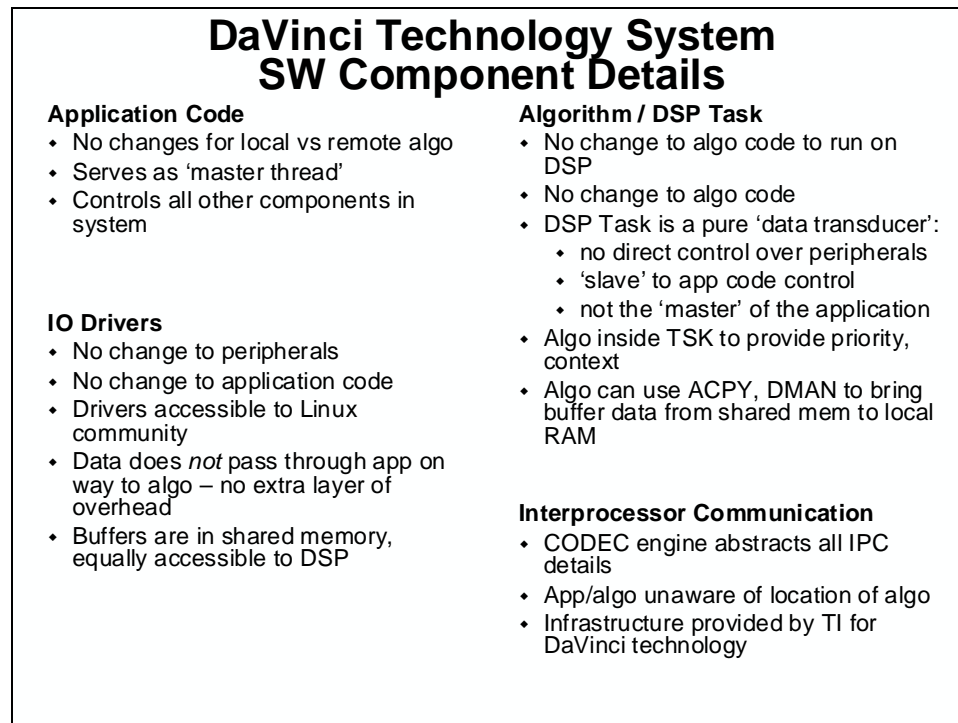 DaVinci Technology System
SW Component Details
Application Code
• No changes for local vs remote algo
• Serves as ‘master thread’
• Controls all other components in
system
IO Drivers
• No change to peripherals
• No change to application code
• Drivers accessible to Linux
community
• Data does not pass through app on
way to algo – no extra layer of
overhead
• Buffers are in shared memory,
equally accessible to DSP
Algorithm / DSP Task
• No change to algo code to run on
DSP
• No change to algo code
• DSP Task is a pure ‘data transducer’:
• no direct control over peripherals
• ‘slave’ to app code control
• not the ‘master’ of the application
• Algo inside TSK to provide priority,
context
• Algo can use ACPY, DMAN to bring
buffer data from shared mem to local
RAM
Interprocessor Communication
• CODEC engine abstracts all IPC
details
• App/algo unaware of location of algo
• Infrastructure provided by TI for
DaVinci technology